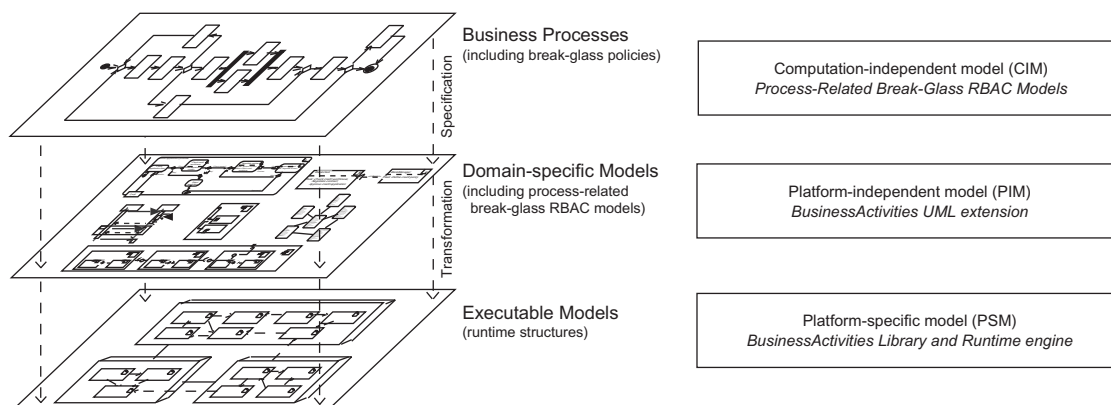 Business Processes
(including break-glass policies)
Specification
Computation-independent model (CIM)
Process-Related Break-Glass RBAC Models
Domain-specific Models
(including process-related
break-glass RBAC models)
Transformation
Platform-independent model (PIM)
BusinessActivities UML extension
Executable Models
(runtime structures)
Platform-specific model (PSM)
BusinessActivities Library and Runtime engine